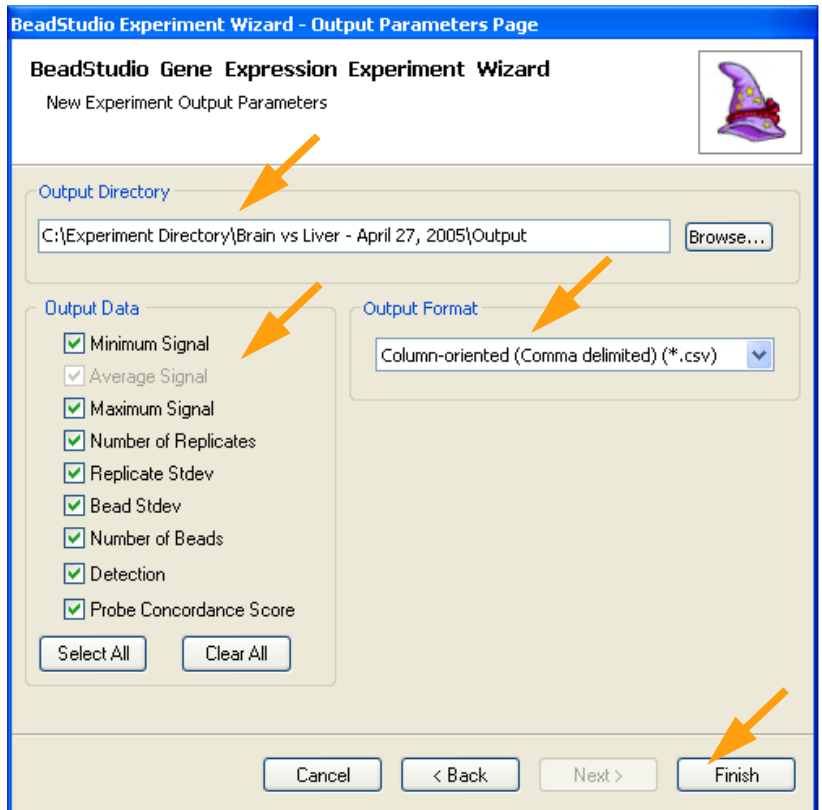 BeadStudio Experiment Wizard - Output Parameters Page
BeadStudio Gene Expression Experiment Wizard
New Experiment Output Parameters
Output Directory
C:\Experiment Directory\Brain vs Liver - April 27, 2005\Output
Browse...
Output Data
Minimum Signal
Average Signal
Maximum Signal
Number of Replicates
Replicate Stdev
Bead Stdev
Number of Beads
Detection
Probe Concordance Score
Select All
Clear All
Output Format
Column-oriented (Comma delimited) (*.csv)
Cancel
< Back
Next >
Finish